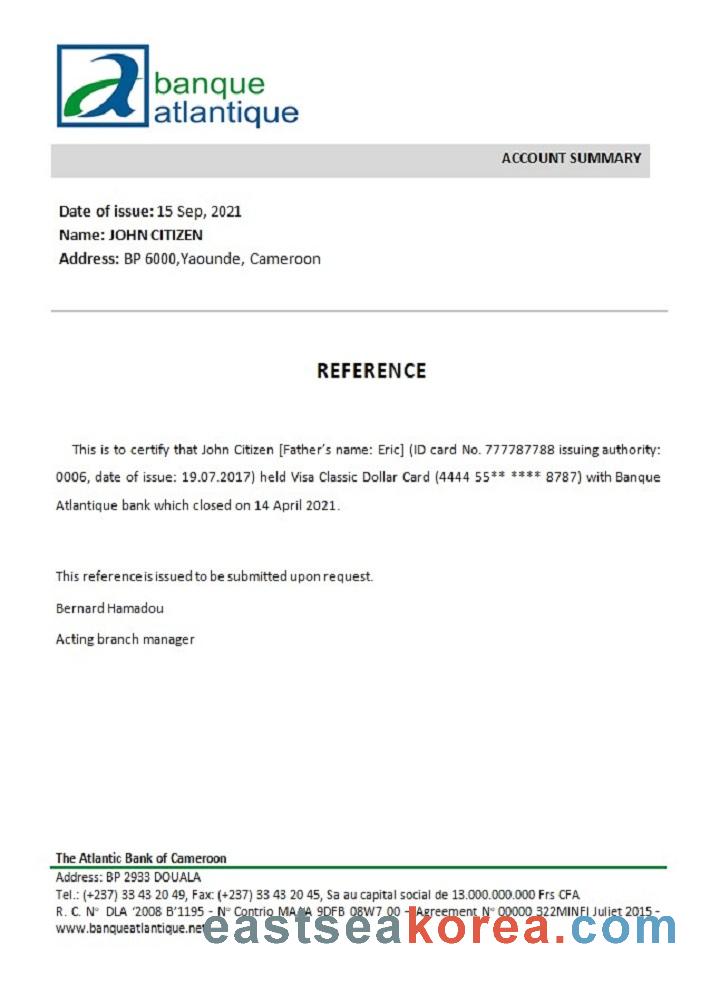 banque
atlantique
ACCOUNT SUMMARY
Date of issue: 15 Sep, 2021
Name: JOHN CITIZEN
Address: BP 6000,Yaounde, Cameroon
REFERENCE
This is to certify that John Citizen [Father's name: Eric] (ID card No. 777787788 issuing authority:
0006, date of issue: 19.07.2017) held Visa Classic Dollar Card (4444 55** **** 8787) with Banque
Atlantique bank which closed on 14 April 2021.
This reference is issued to be submitted upon request.
Bernard Hamadou
Acting branch manager
The Atlantic Bank of Cameroon
Address: BP 2933 DOUALA
Tel.: (+237) 33 43 20 49, Fax: (+237) 33 43 20 45, Sa au capital social de 13.000.000.000 Frs CFA
R. C. N° DLA '2008 B'1195 - N° Contrio 9DFB 08W7 00 - Agreement N° 00000 322MINFI Juliet 2015 -
www.banqueatlantique.net
eastseakorea.com